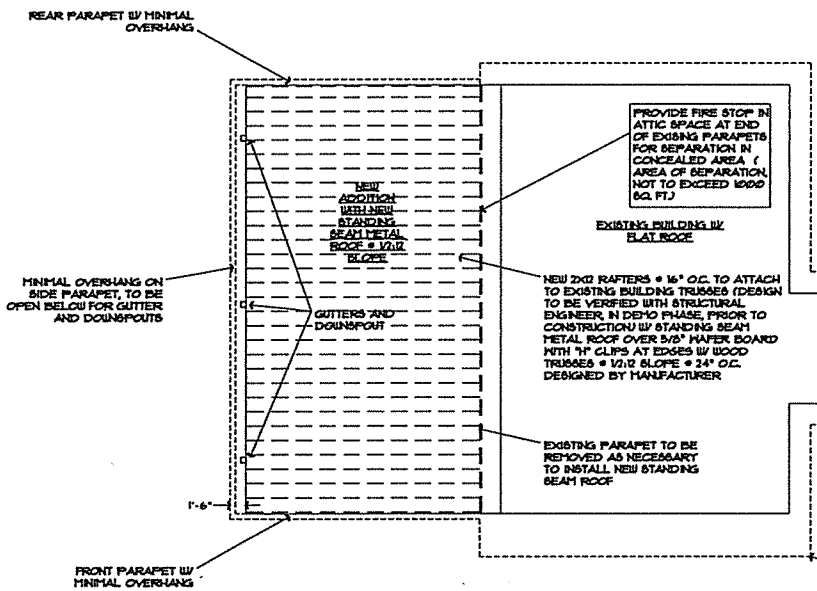 REAR PARAPET W/ MINIMAL
OVERHANG
PROVIDE FIRE STOP IN
ATTIC SPACE AT END
OF EXISING PARAPETS
FOR SEPARATION IN
CONCEALED AREA (
AREA OF SEPARATION,
NOT TO EXCEED 1000
SQ. FT.)
NEW
ADDITION
WITH NEW
STANDING
SEAM METAL
ROOF @ 1/2:12
SLOPE
EXISTING BUILDING W/
FLAT ROOF
MINIMAL OVERHANG ON
SIDE PARAPET, TO BE
OPEN BELOW FOR GUTTER
AND DOWNSPOUTS
GUTTERS AND
DOWNSPOUT
NEW 2X12 RAFTERS @ 16" O.C. TO ATTACH
TO EXISTING BUILDING TRUSSES (DESIGN
TO BE VERIFIED WITH STRUCTURAL
ENGINEER, IN DEMO PHASE, PRIOR TO
CONSTRUCTION) W/ STANDING SEAM
METAL ROOF OVER 5/8" WAFER BOARD
WITH "H" CLIPS AT EDGES W/ WOOD
TRUSSES @ 1/2:12 SLOPE @ 24" O.C.
DESIGNED BY MANUFACTURER
EXISTING PARAPET TO BE
REMOVED AS NECESSARY
TO INSTALL NEW STANDING
SEAM ROOF
1'-6"
FRONT PARAPET W/
MINIMAL OVERHANG